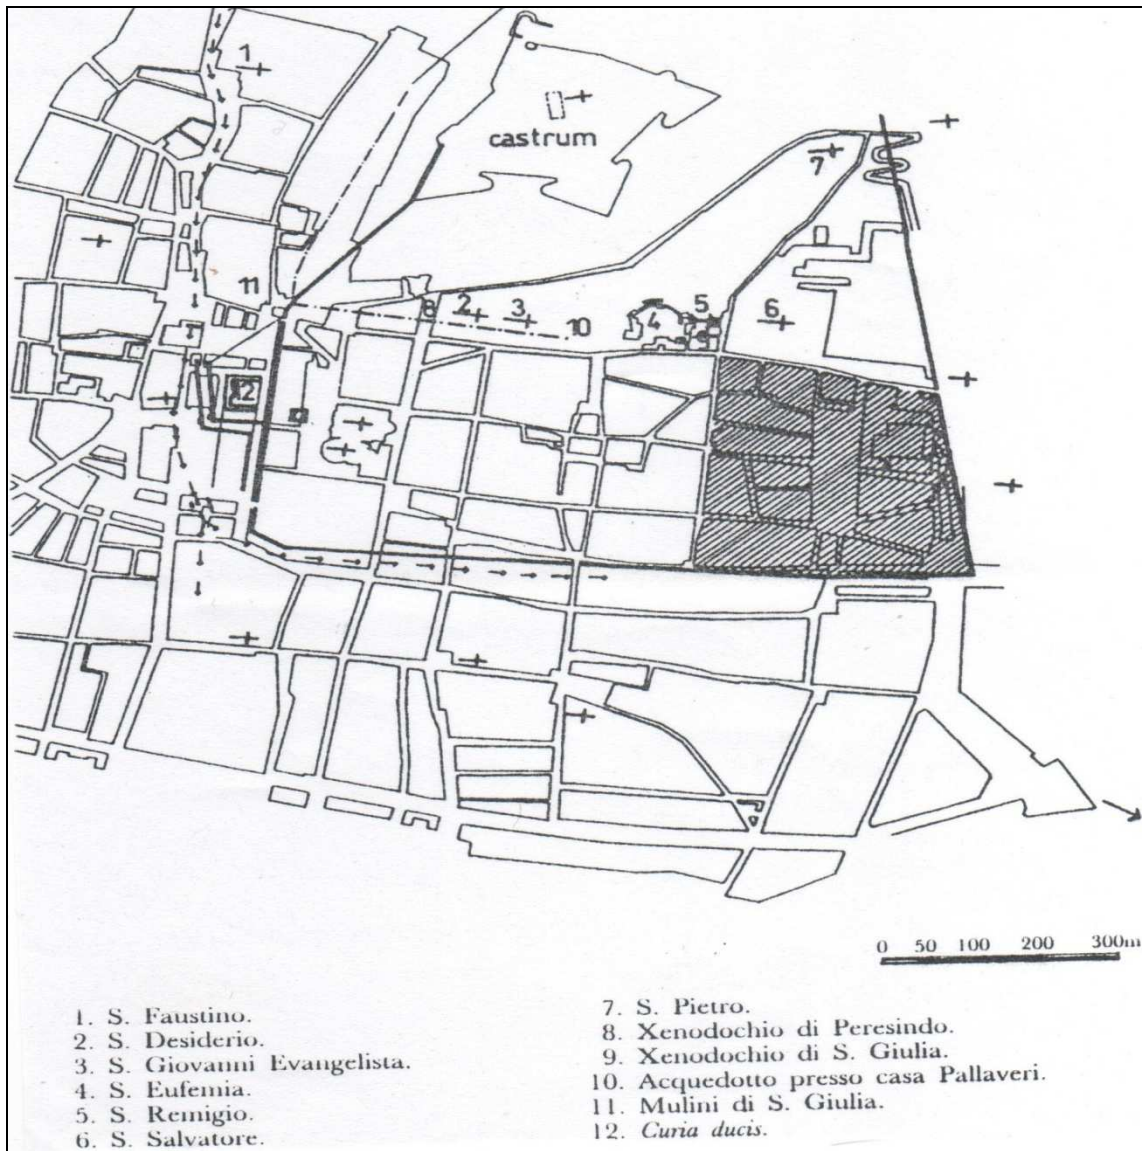 1
castrum
7
11
8
2
3
10
4
5
6
12
0 50 100 200 300m
1. S. Faustino.
2. S. Desiderio.
3. S. Giovanni Evangelista.
4. S. Eufemia.
5. S. Remigio.
6. S. Salvatore.
7. S. Pietro.
8. Xenodochio di Peresindo.
9. Xenodochio di S. Giulia.
10. Acquedotto presso casa Pallaveri.
11. Mulini di S. Giulia.
12. Curia ducis.